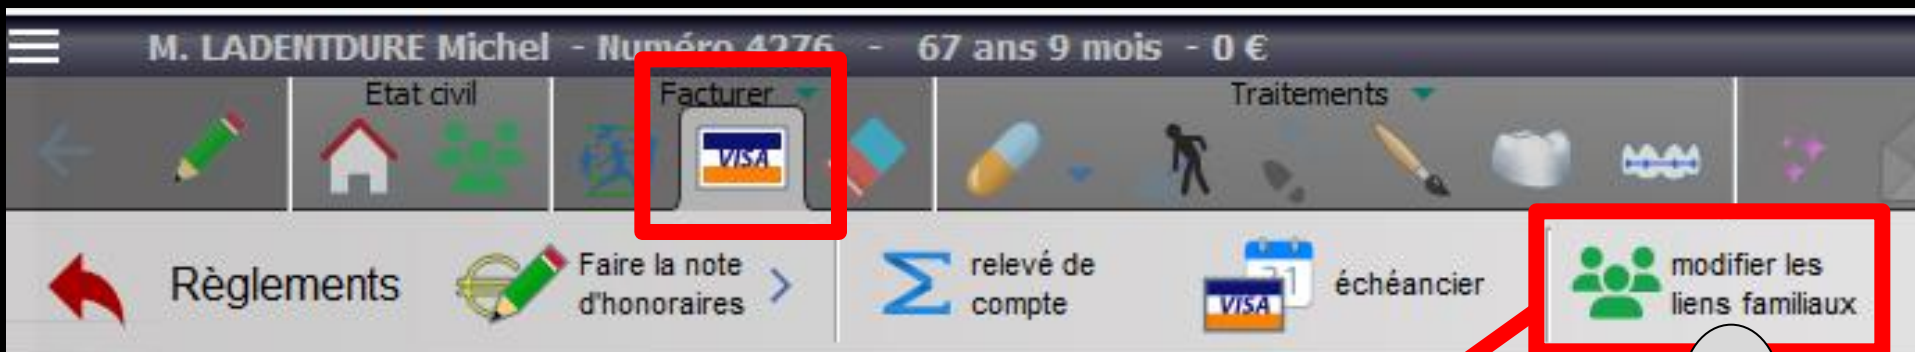 M. LADENTDURE Michel - Numéro 4276 - 67 ans 9 mois - 0 €
Etat civil
Facturer
Traitements
VISA
Règlements
Faire la note
d'honoraires
relevé de
compte
31
VISA
échéancier
modifier les
liens familiaux